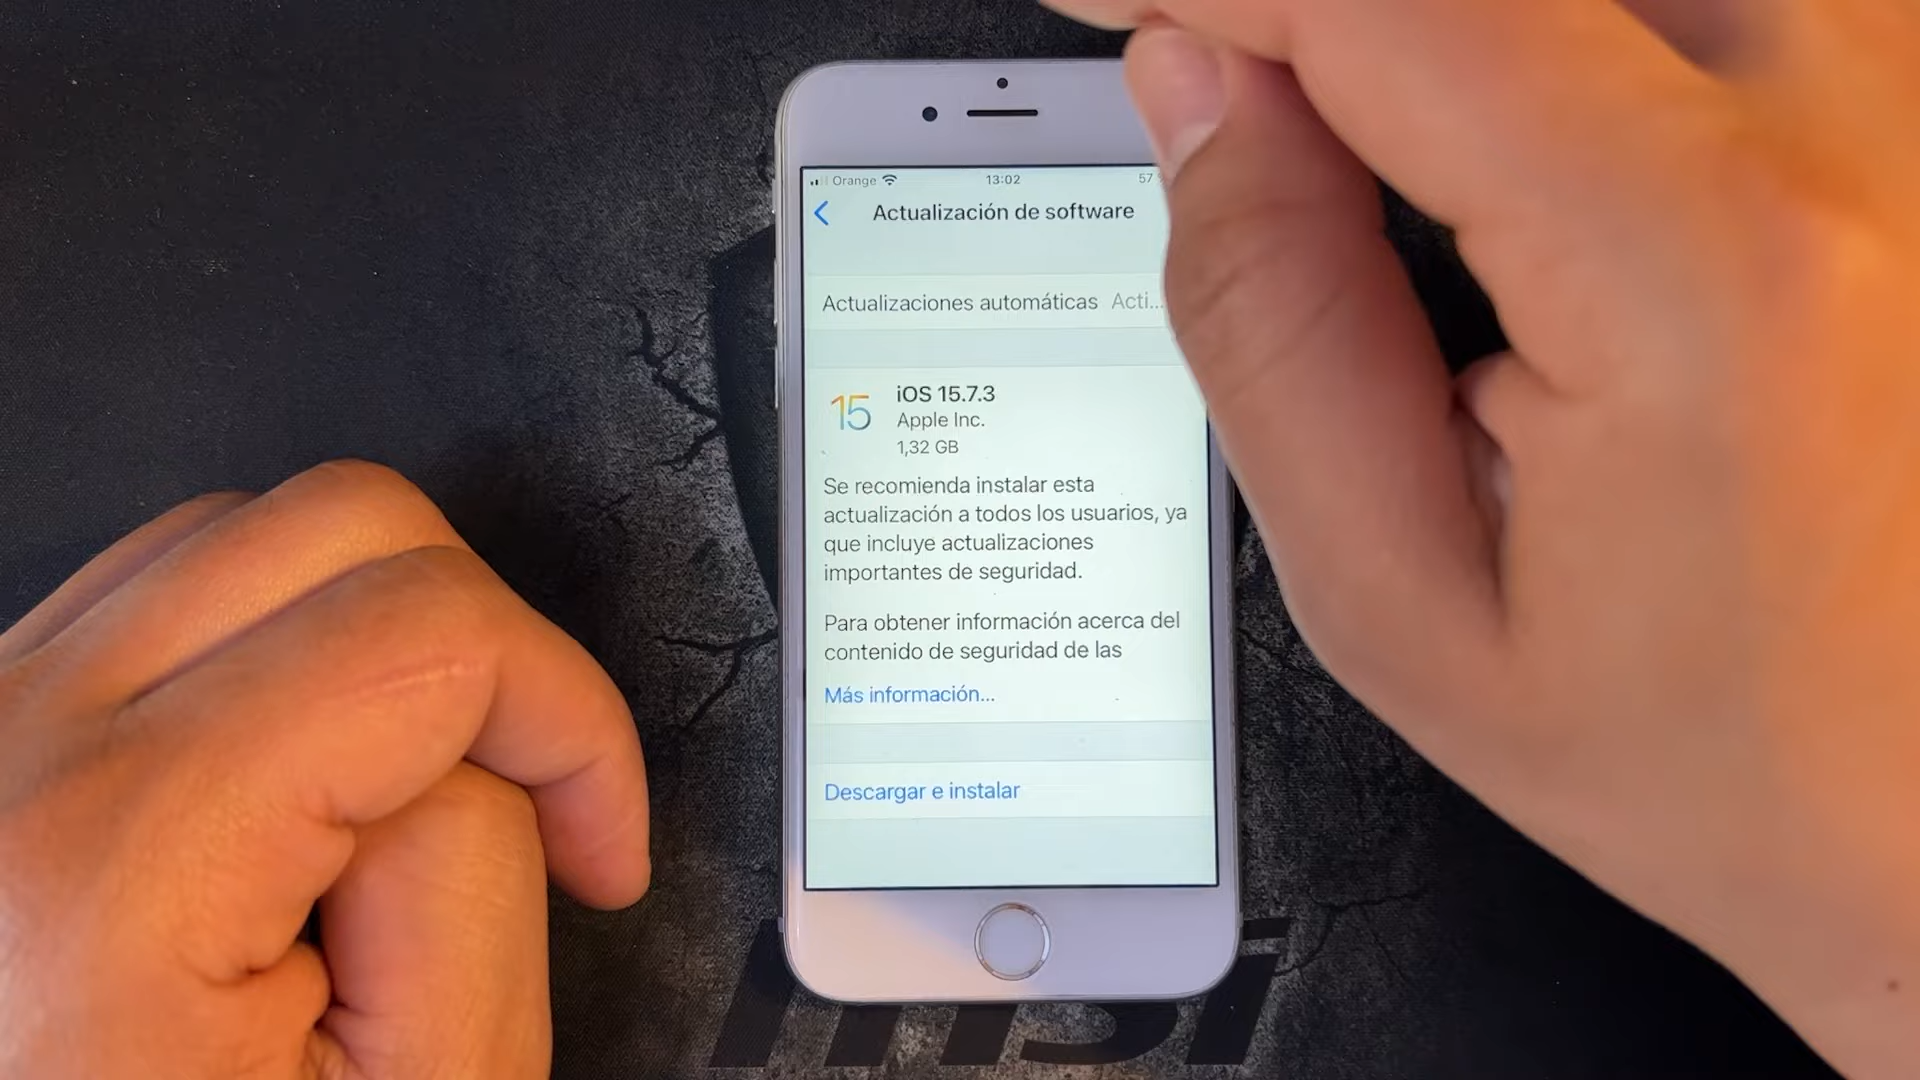 Orange 13:02 57
Actualización de software
Actualizaciones automáticas Acti...
15
iOS 15.7.3
Apple Inc.
1,32 GB
Se recomienda instalar esta
actualización a todos los usuarios, ya
que incluye actualizaciones
importantes de seguridad.
Para obtener información acerca del
contenido de seguridad de las
Más información...
Descargar e instalar
msi